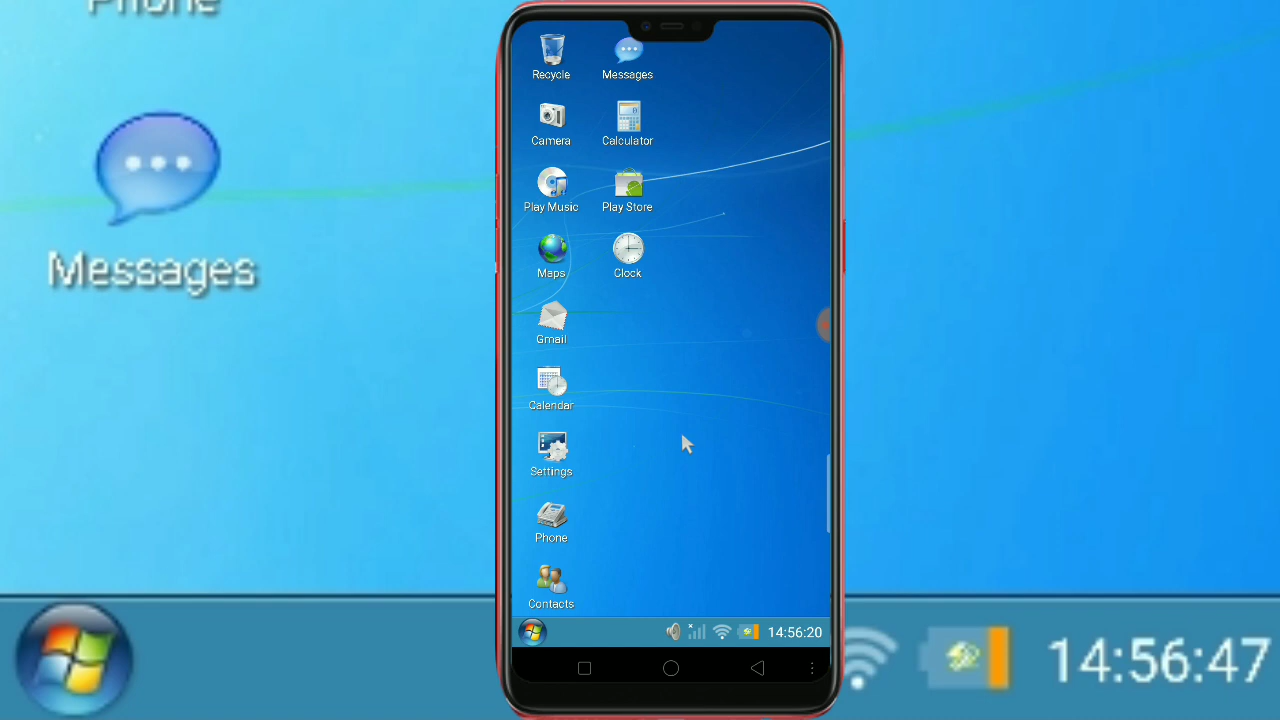 Phone
Messages
14:56:47
Recycle
Messages
Camera
Calculator
Play Music
Play Store
Maps
Clock
Gmail
Calendar
Settings
Phone
Contacts
14:56:20